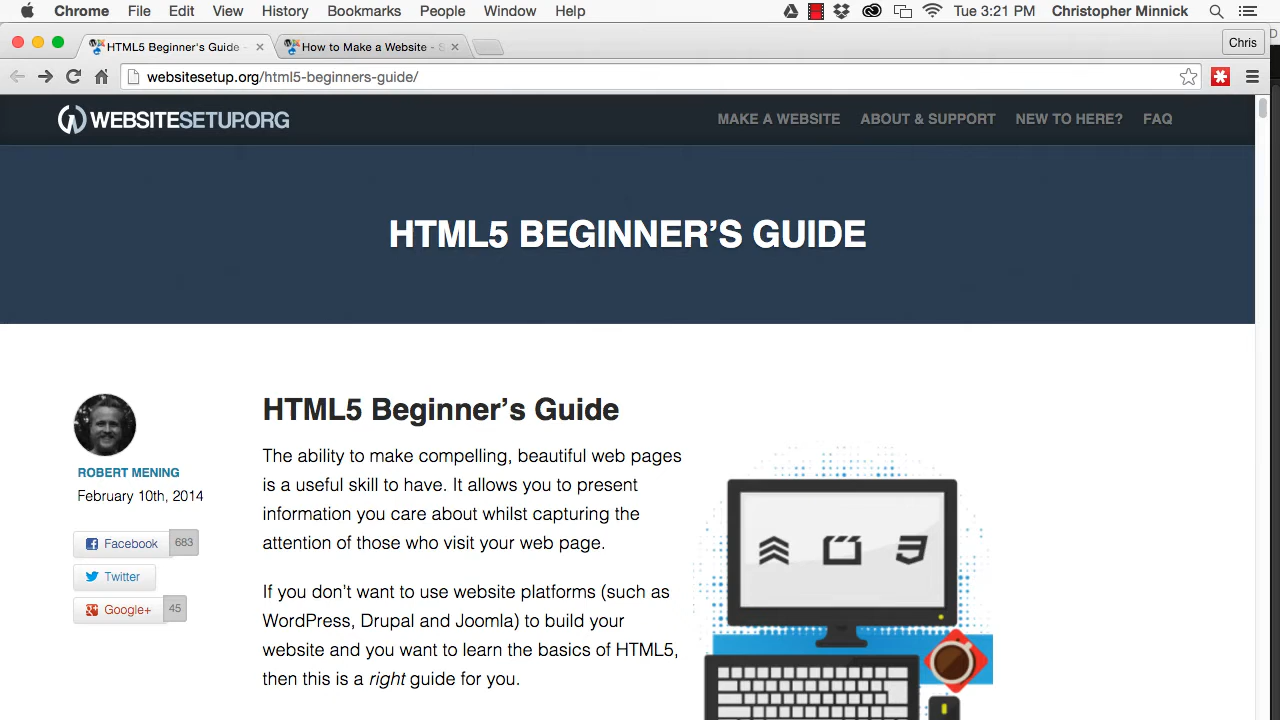 Chrome File Edit View History Bookmarks People Window Help Tue 3:21 PM Christopher Minnick
HTML5 Beginner's Guide - How to Make a Website - S Chris
websitesetup.org/html5-beginners-guide/
WEBSITESETUP.ORG MAKE A WEBSITE ABOUT & SUPPORT NEW TO HERE? FAQ
HTML5 BEGINNER’S GUIDE
HTML5 Beginner’s Guide
The ability to make compelling, beautiful web pages
is a useful skill to have. It allows you to present
information you care about whilst capturing the
attention of those who visit your web page.
If you don't want to use website platforms (such as
WordPress, Drupal and Joomla) to build your
website and you want to learn the basics of HTML5,
then this is a right guide for you.
ROBERT MENING
February 10th, 2014
Facebook 683
Twitter
Google+ 45